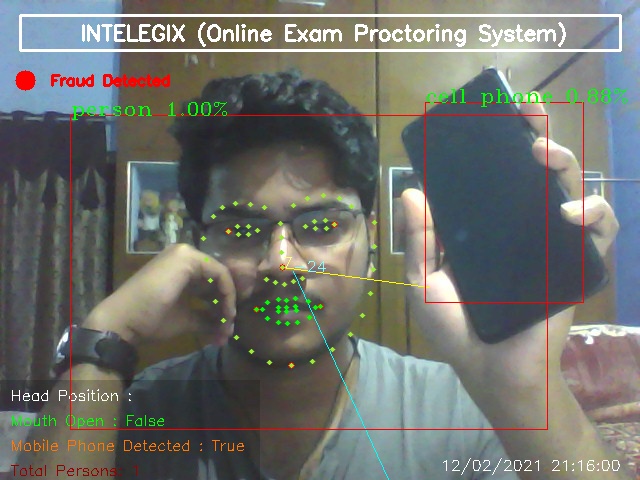 INTELEGIX (Online Exam Proctoring System)
Fraud Detected
person 1.00%
cell phone 0.88%
24
Head Position :
Mouth Open : False
Mobile Phone Detected : True
Total Persons: 1
12/02/2021 21:16:00